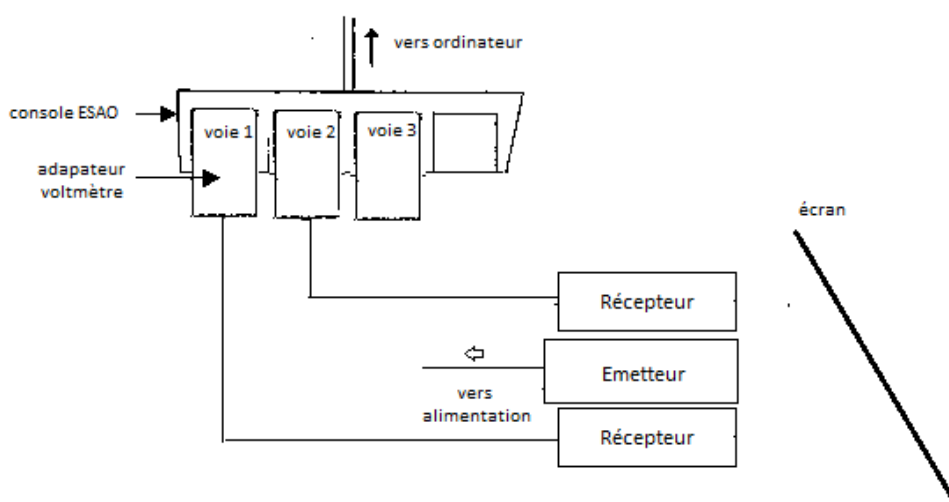 vers ordinateur
console ESAO
voie 1
voie 2
voie 3
adapateur
voltmètre
écran
Récepteur
Emetteur
vers
alimentation
Récepteur